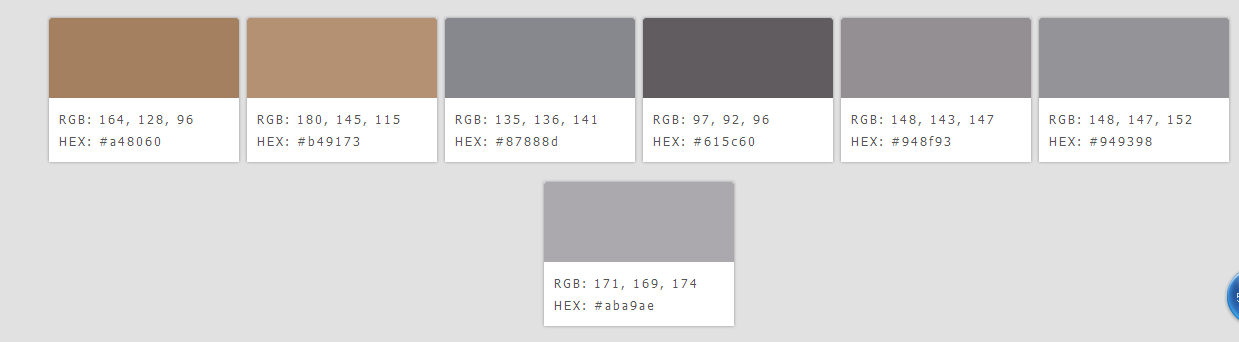 RGB: 164, 128, 96
HEX: #a48060
RGB: 180, 145, 115
HEX: #b49173
RGB: 135, 136, 141
HEX: #87888d
RGB: 97, 92, 96
HEX: #615c60
RGB: 148, 143, 147
HEX: #948f93
RGB: 148, 147, 152
HEX: #949398
RGB: 171, 169, 174
HEX: #aba9ae